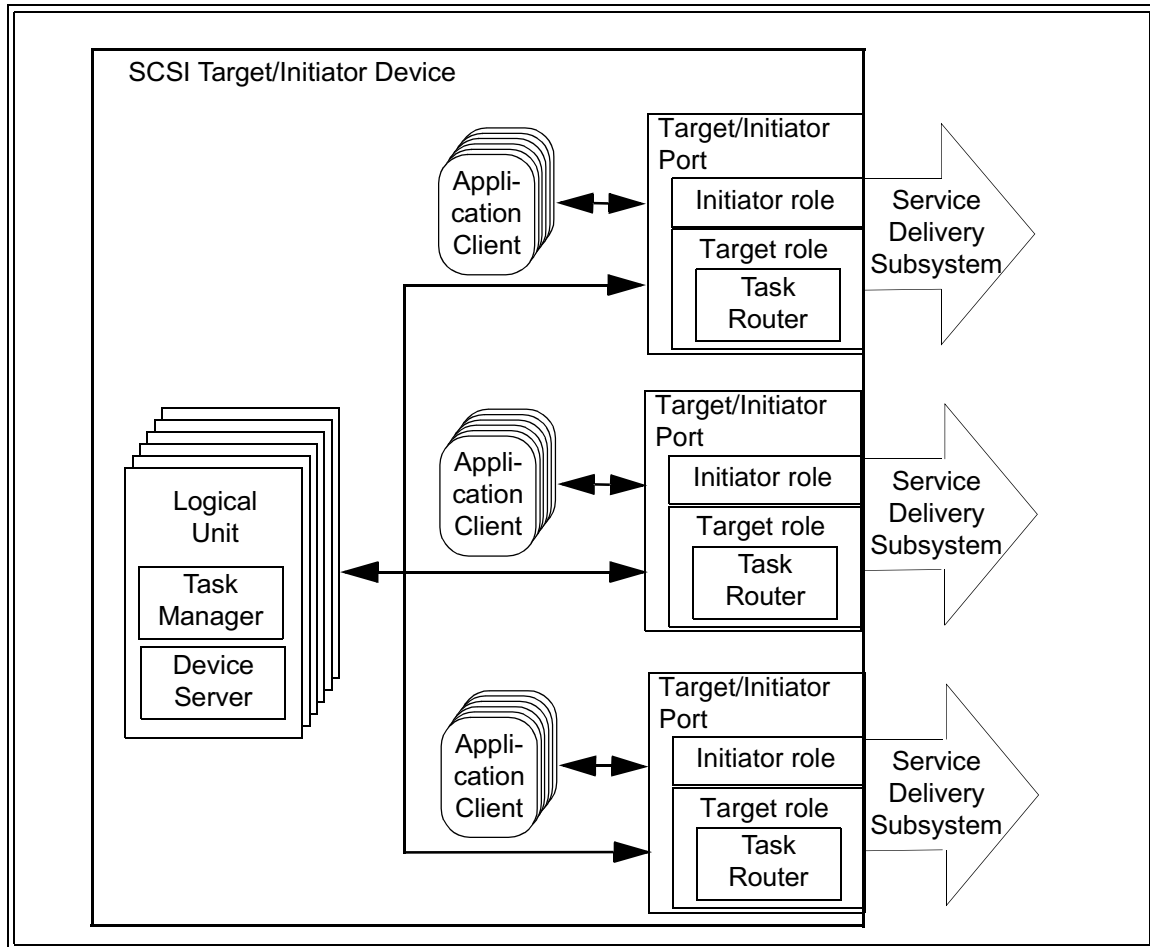 SCSI Target/Initiator Device
Appli-
cation
Client
Target/Initiator
Port
Initiator role
Target role
Task
Router
Service
Delivery
Subsystem
Logical
Unit
Task
Manager
Device
Server
Appli-
cation
Client
Target/Initiator
Port
Initiator role
Target role
Task
Router
Service
Delivery
Subsystem
Appli-
cation
Client
Target/Initiator
Port
Initiator role
Target role
Task
Router
Service
Delivery
Subsystem